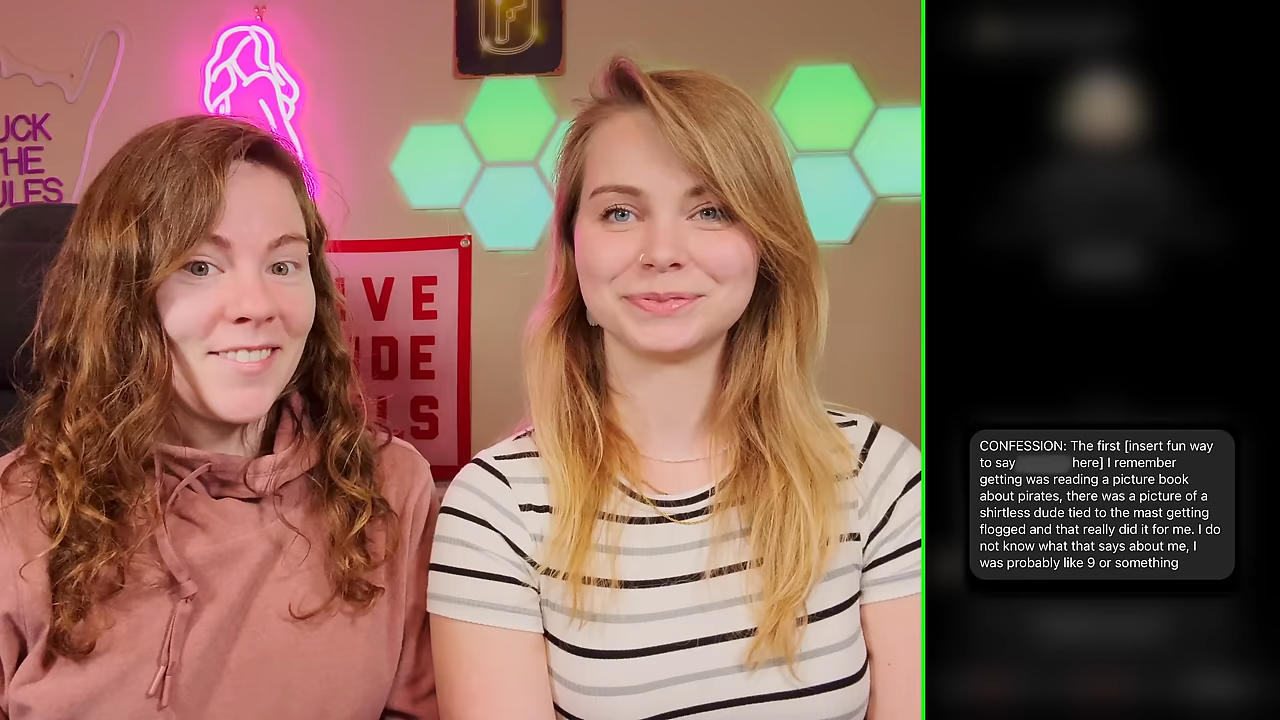 UCK
HE
ULES
IVE
DE
LS
CONFESSION: The first [insert fun way
to say here] I remember
getting was reading a picture book
about pirates, there was a picture of a
shirtless dude tied to the mast getting
flogged and that really did it for me. I do
not know what that says about me, I
was probably like 9 or something